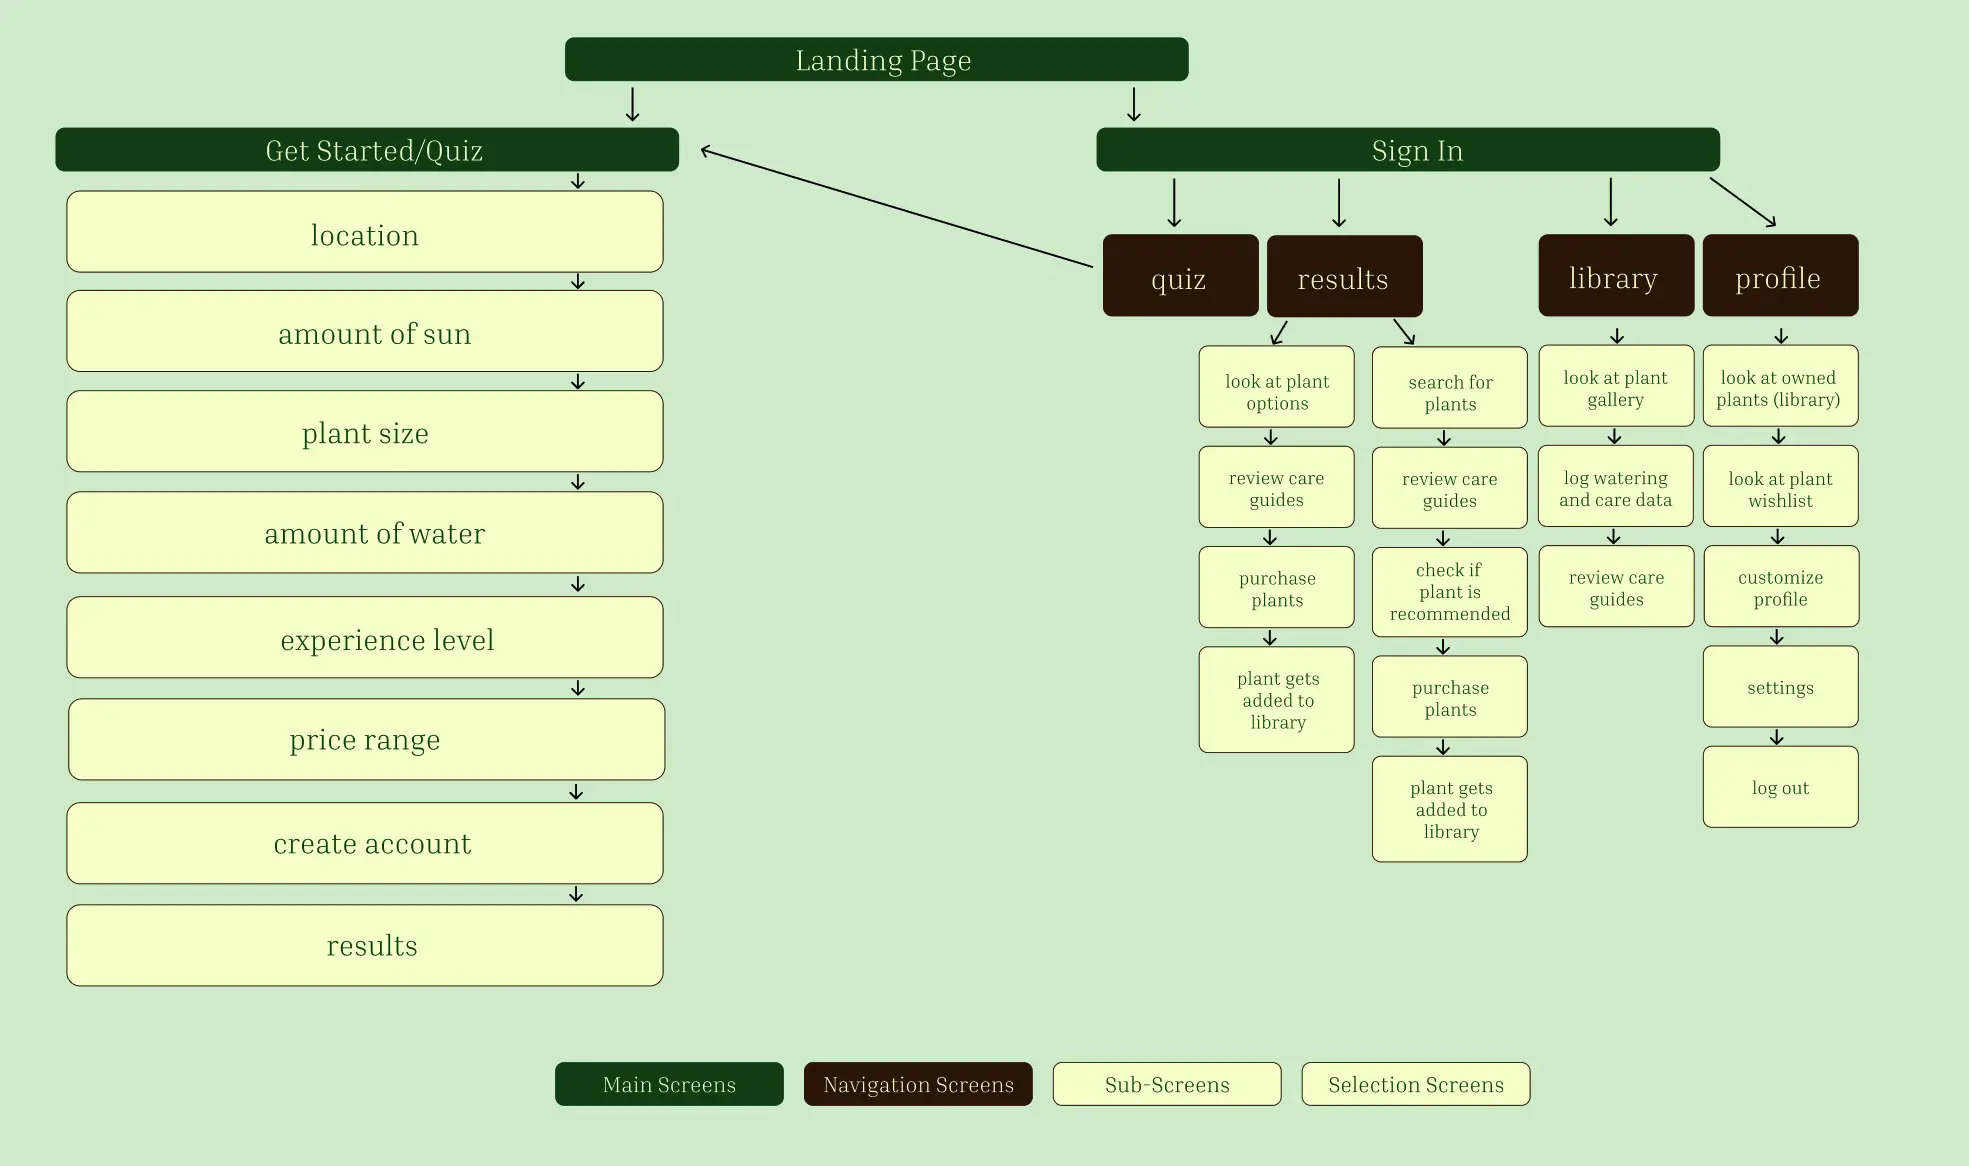 Landing Page
Get Started/Quiz
location
amount of sun
plant size
amount of water
experience level
price range
create account
results
Sign In
quiz
results
look at plant
options
review care
guides
purchase
plants
plant gets
added to
library
search for
plants
review care
guides
check if
plant is
recommended
purchase
plants
plant gets
added to
library
library
look at plant
gallery
log watering
and care data
review care
guides
profile
look at owned
plants (library)
look at plant
wishlist
customize
profile
settings
log out
Main Screens
Navigation Screens
Sub-Screens
Selection Screens